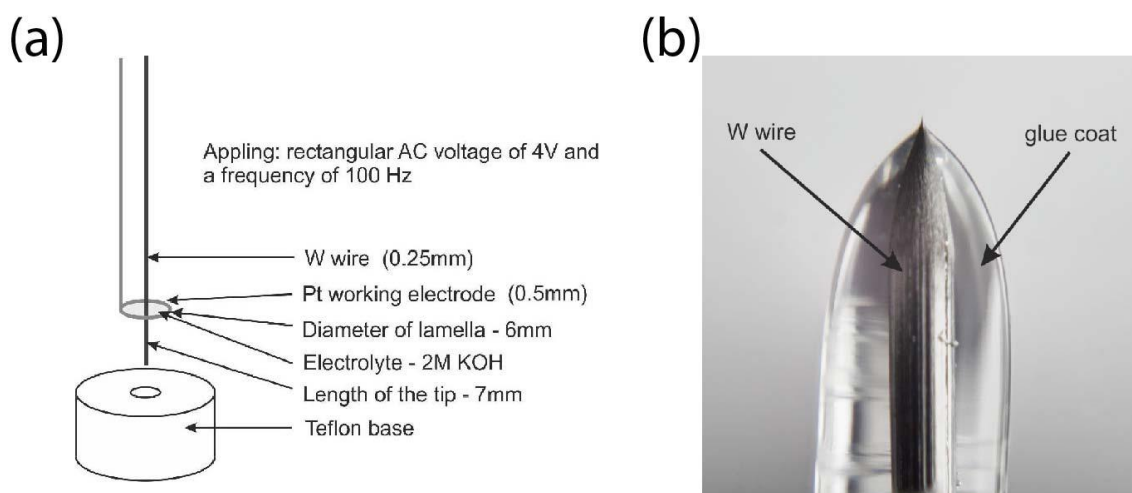 (a)
Appling: rectangular AC voltage of 4V and
a frequency of 100 Hz
W wire (0.25mm)
Pt working electrode (0.5mm)
Diameter of lamella - 6mm
Electrolyte - 2M KOH
Length of the tip - 7mm
Teflon base
(b)
W wire
glue coat